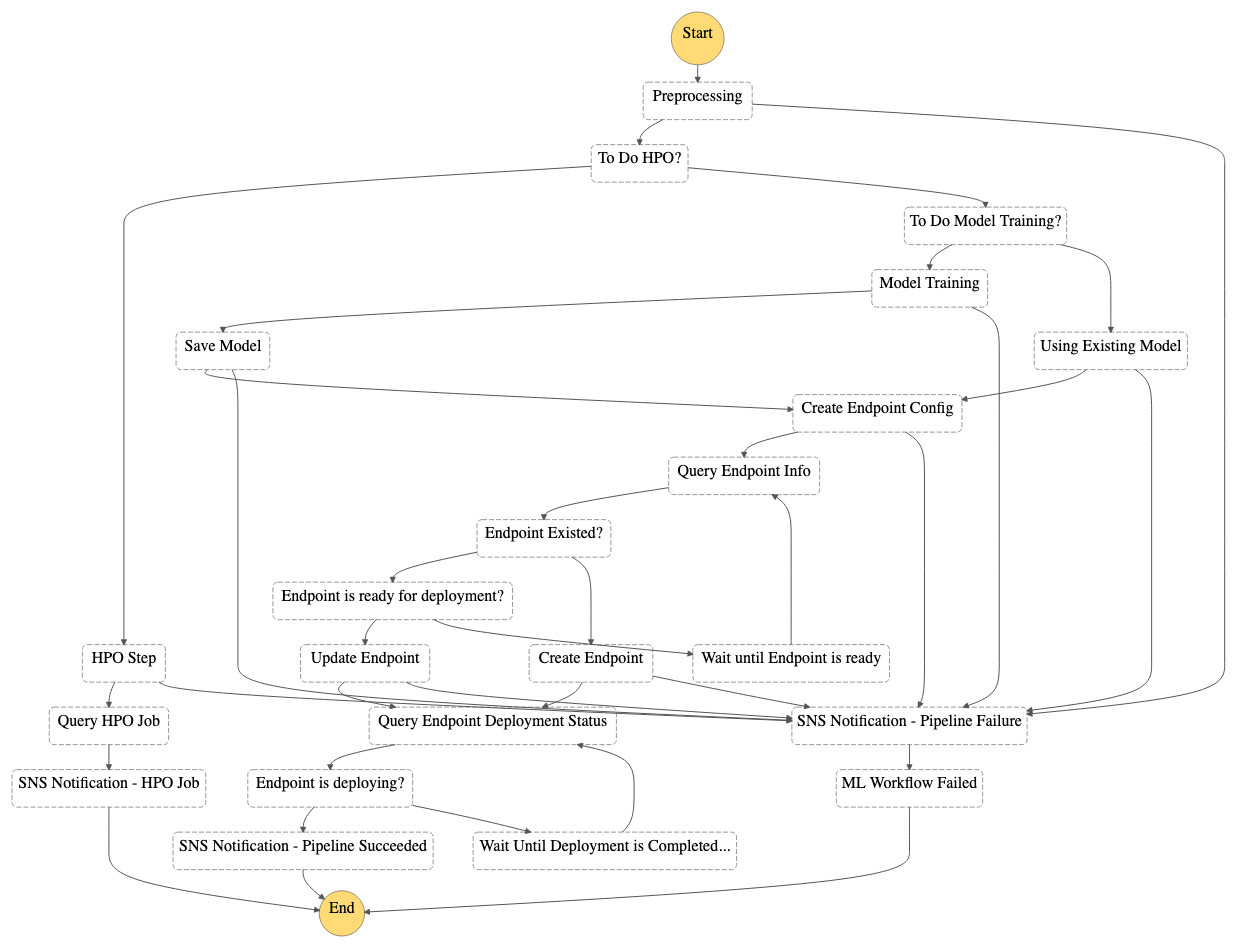 Start
Preprocessing
To Do HPO?
To Do Model Training?
Model Training
Save Model
Using Existing Model
Create Endpoint Config
Query Endpoint Info
Endpoint Existed?
Endpoint is ready for deployment?
HPO Step
Update Endpoint
Create Endpoint
Wait until Endpoint is ready
Query HPO Job
Query Endpoint Deployment Status
SNS Notification - Pipeline Failure
SNS Notification - HPO Job
Endpoint is deploying?
ML Workflow Failed
SNS Notification - Pipeline Succeeded
Wait Until Deployment is Completed...
End